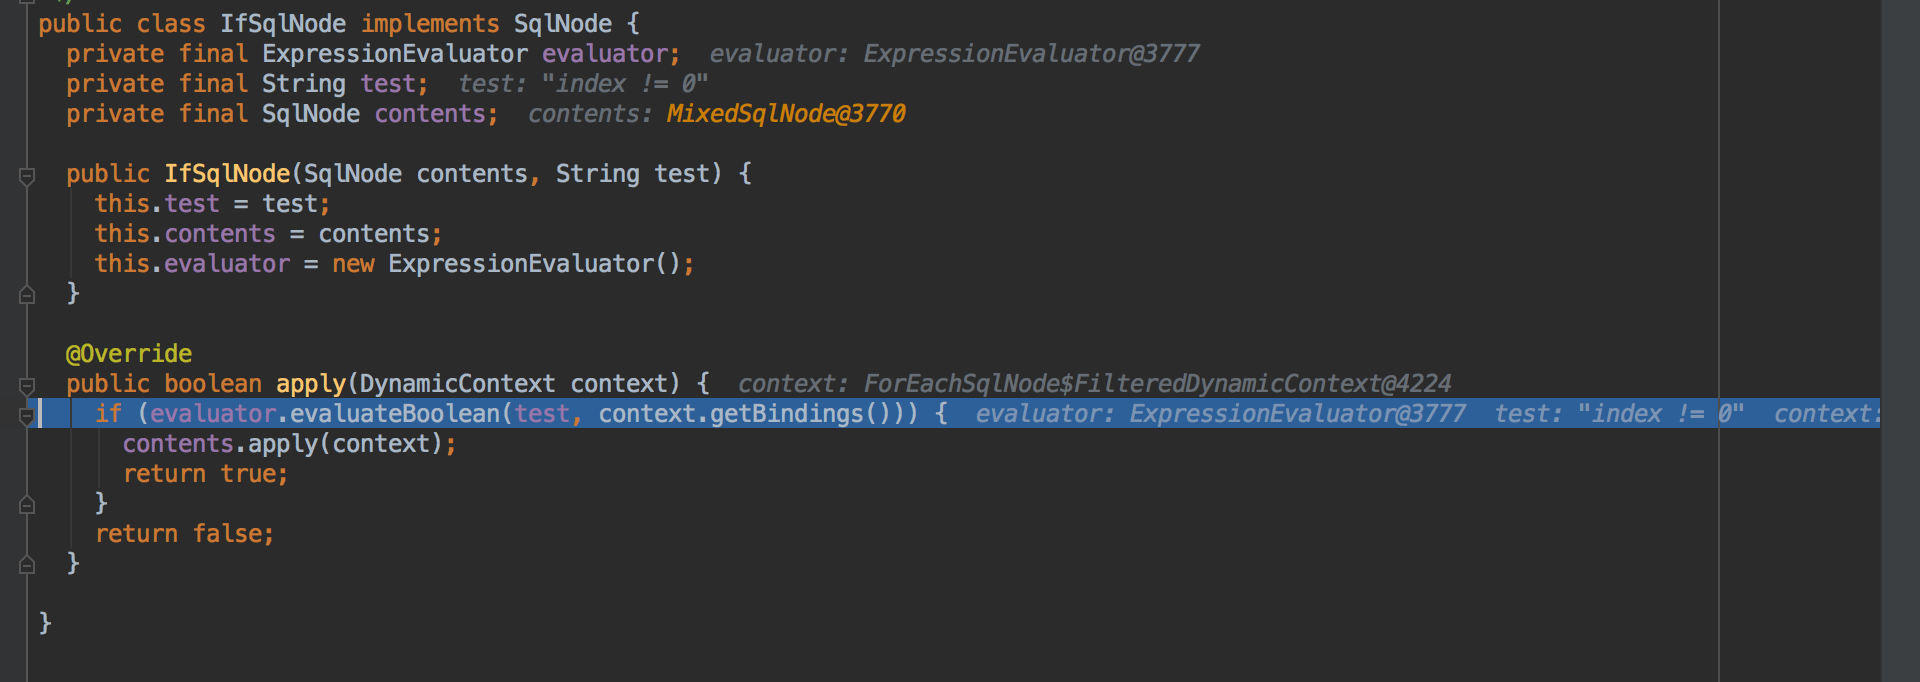 public class IfSqlNode implements SqlNode {
private final ExpressionEvaluator evaluator; evaluator: ExpressionEvaluator@3777
private final String test; test: "index != 0"
private final SqlNode contents; contents: MixedSqlNode@3770
public IfSqlNode(SqlNode contents, String test) {
this.test = test;
this.contents = contents;
this.evaluator = new ExpressionEvaluator();
}
@Override
public boolean apply(DynamicContext context) { context: ForEachSqlNode$FilteredDynamicContext@4224
if (evaluator.evaluateBoolean(test, context.getBindings())) { evaluator: ExpressionEvaluator@3777 test: "index != 0" context:
contents.apply(context);
return true;
}
return false;
}
}